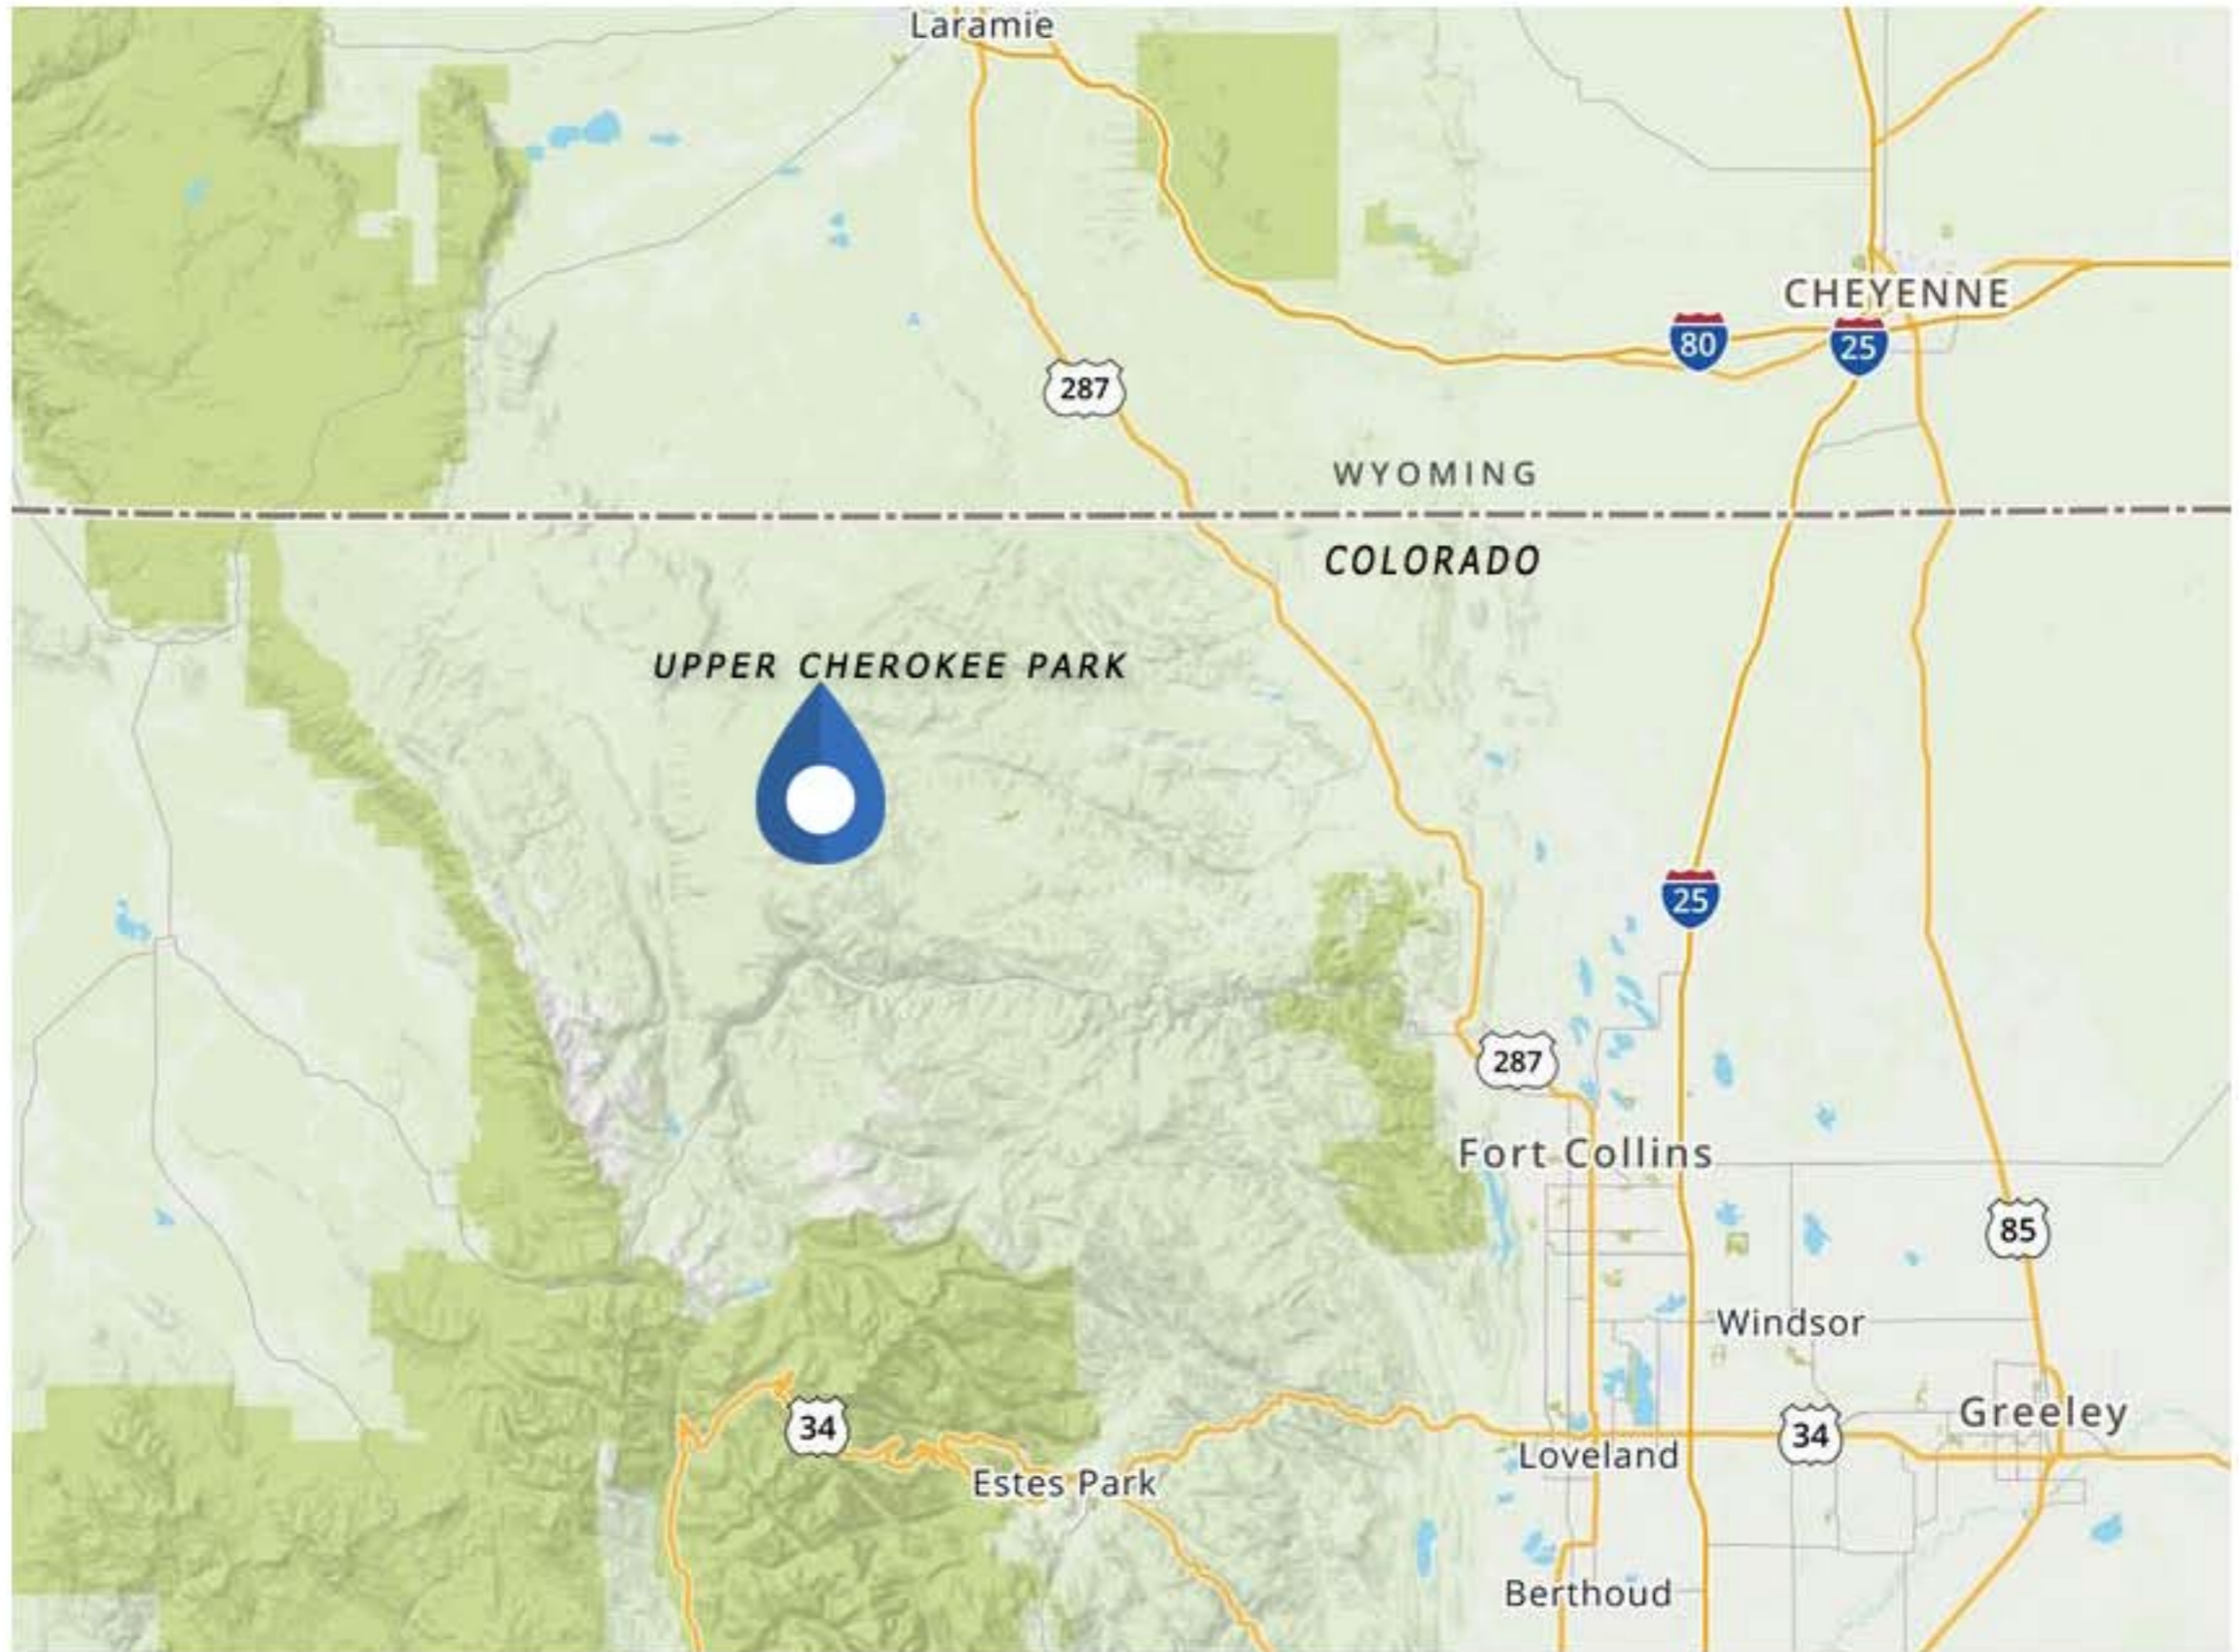 Laramie
CHEYENNE
80
25
287
WYOMING
COLORADO
UPPER CHEROKEE PARK
25
287
Fort Collins
85
Windsor
34
Greeley
34
Loveland
Estes Park
Berthoud